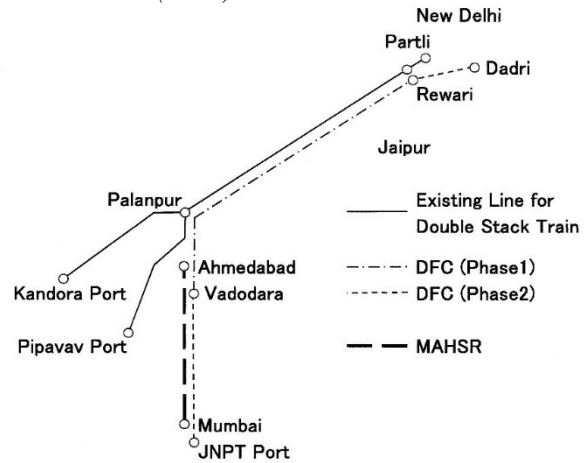 New Delhi
Partli
Dadri
Rewari
Jaipur
Palanpur
Existing Line for
Double Stack Train
Ahmedabad
DFC (Phase1)
Kandora Port
Vadodara
DFC (Phase2)
Pipavav Port
MAHSR
Mumbai
JNPT Port